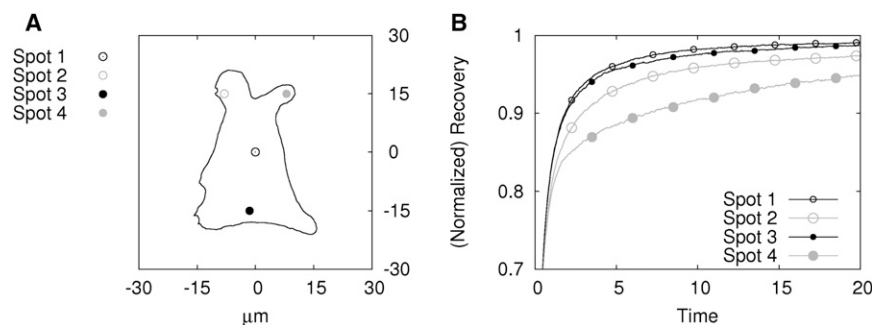 A
Spot 1
Spot 2
Spot 3
Spot 4
30
15
0
-15
-30
-30 -15 0 15 30
μm
B
(Normalized) Recovery
1
0.9
0.8
0.7
Spot 1
Spot 2
Spot 3
Spot 4
0 5 10 15 20
Time